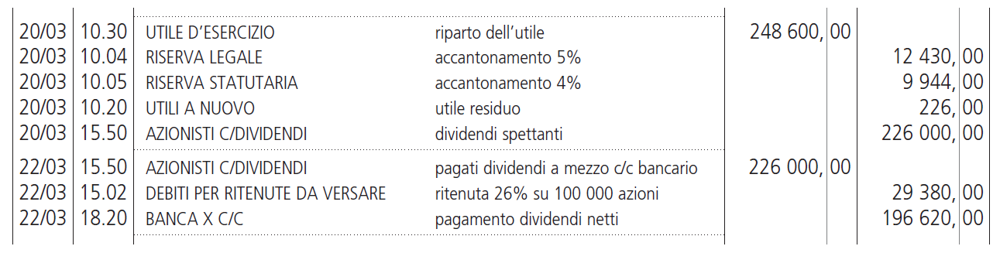 20/03 10.30 UTILE D’ESERCIZIO riparto dell’utile 248 600, 00
20/03 10.04 RISERVA LEGALE accantonamento 5% 12 430, 00
20/03 10.05 RISERVA STATUTARIA accantonamento 4% 9 944, 00
20/03 10.20 UTILI A NUOVO utile residuo 226, 00
20/03 15.50 AZIONISTI C/DIVIDENDI dividendi spettanti 226 000, 00
22/03 15.50 AZIONISTI C/DIVIDENDI pagati dividendi a mezzo c/c bancario 226 000, 00
22/03 15.02 DEBITI PER RITENUTE DA VERSARE ritenuta 26% su 100 000 azioni 29 380, 00
22/03 18.20 BANCA X C/C pagamento dividendi netti 196 620, 00